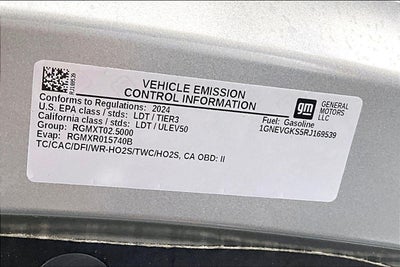 RJ169539
VEHICLE EMISSION
CONTROL INFORMATION
gm
GENERAL
MOTORS
LLC
Conforms to Regulations: 2024
U.S. EPA class / stds: LDT / TIER3
California class / stds: LDT / ULEV50
Group: RGMXT02.5000
Evap: RGMXR015740B
TC/CAC/DFI/WR-HO2S/TWC/HO2S, CA OBD: II
Fuel: Gasoline
1GNEVGKS5RJ169539